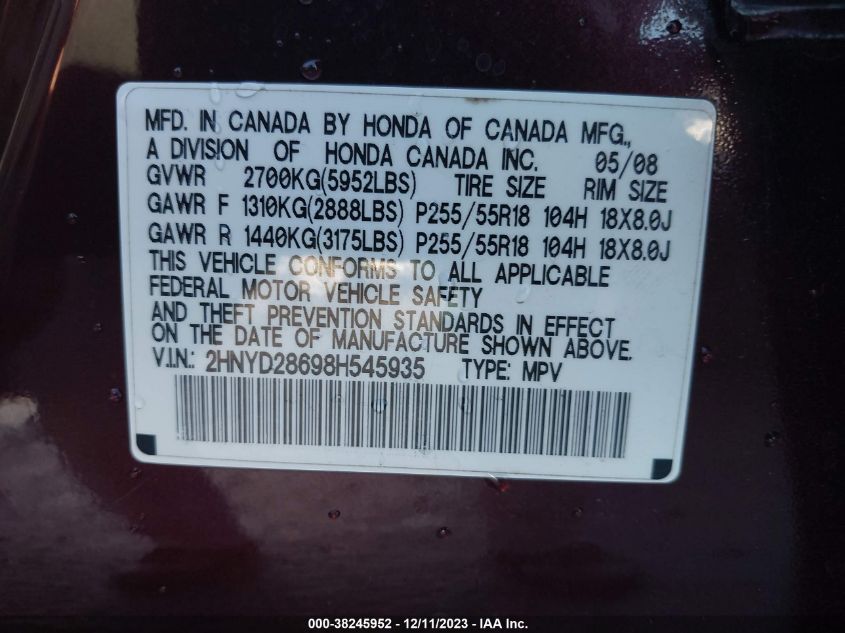 MFD. IN CANADA BY HONDA OF CANADA MFG.,
A DIVISION OF HONDA CANADA INC. 05/08
GVWR 2700KG(5952LBS) TIRE SIZE RIM SIZE
GAWR F 1310KG(2888LBS) P255/55R18 104H 18X8.0J
GAWR R 1440KG(3175LBS) P255/55R18 104H 18X8.0J
THIS VEHICLE CONFORMS TO ALL APPLICABLE
FEDERAL MOTOR VEHICLE SAFETY
AND THEFT PREVENTION STANDARDS IN EFFECT
ON THE DATE OF MANUFACTURE SHOWN ABOVE.
V.I.N.: 2HNYD28698H545935 TYPE: MPV
000-38245952 - 12/11/2023 - IAA Inc.